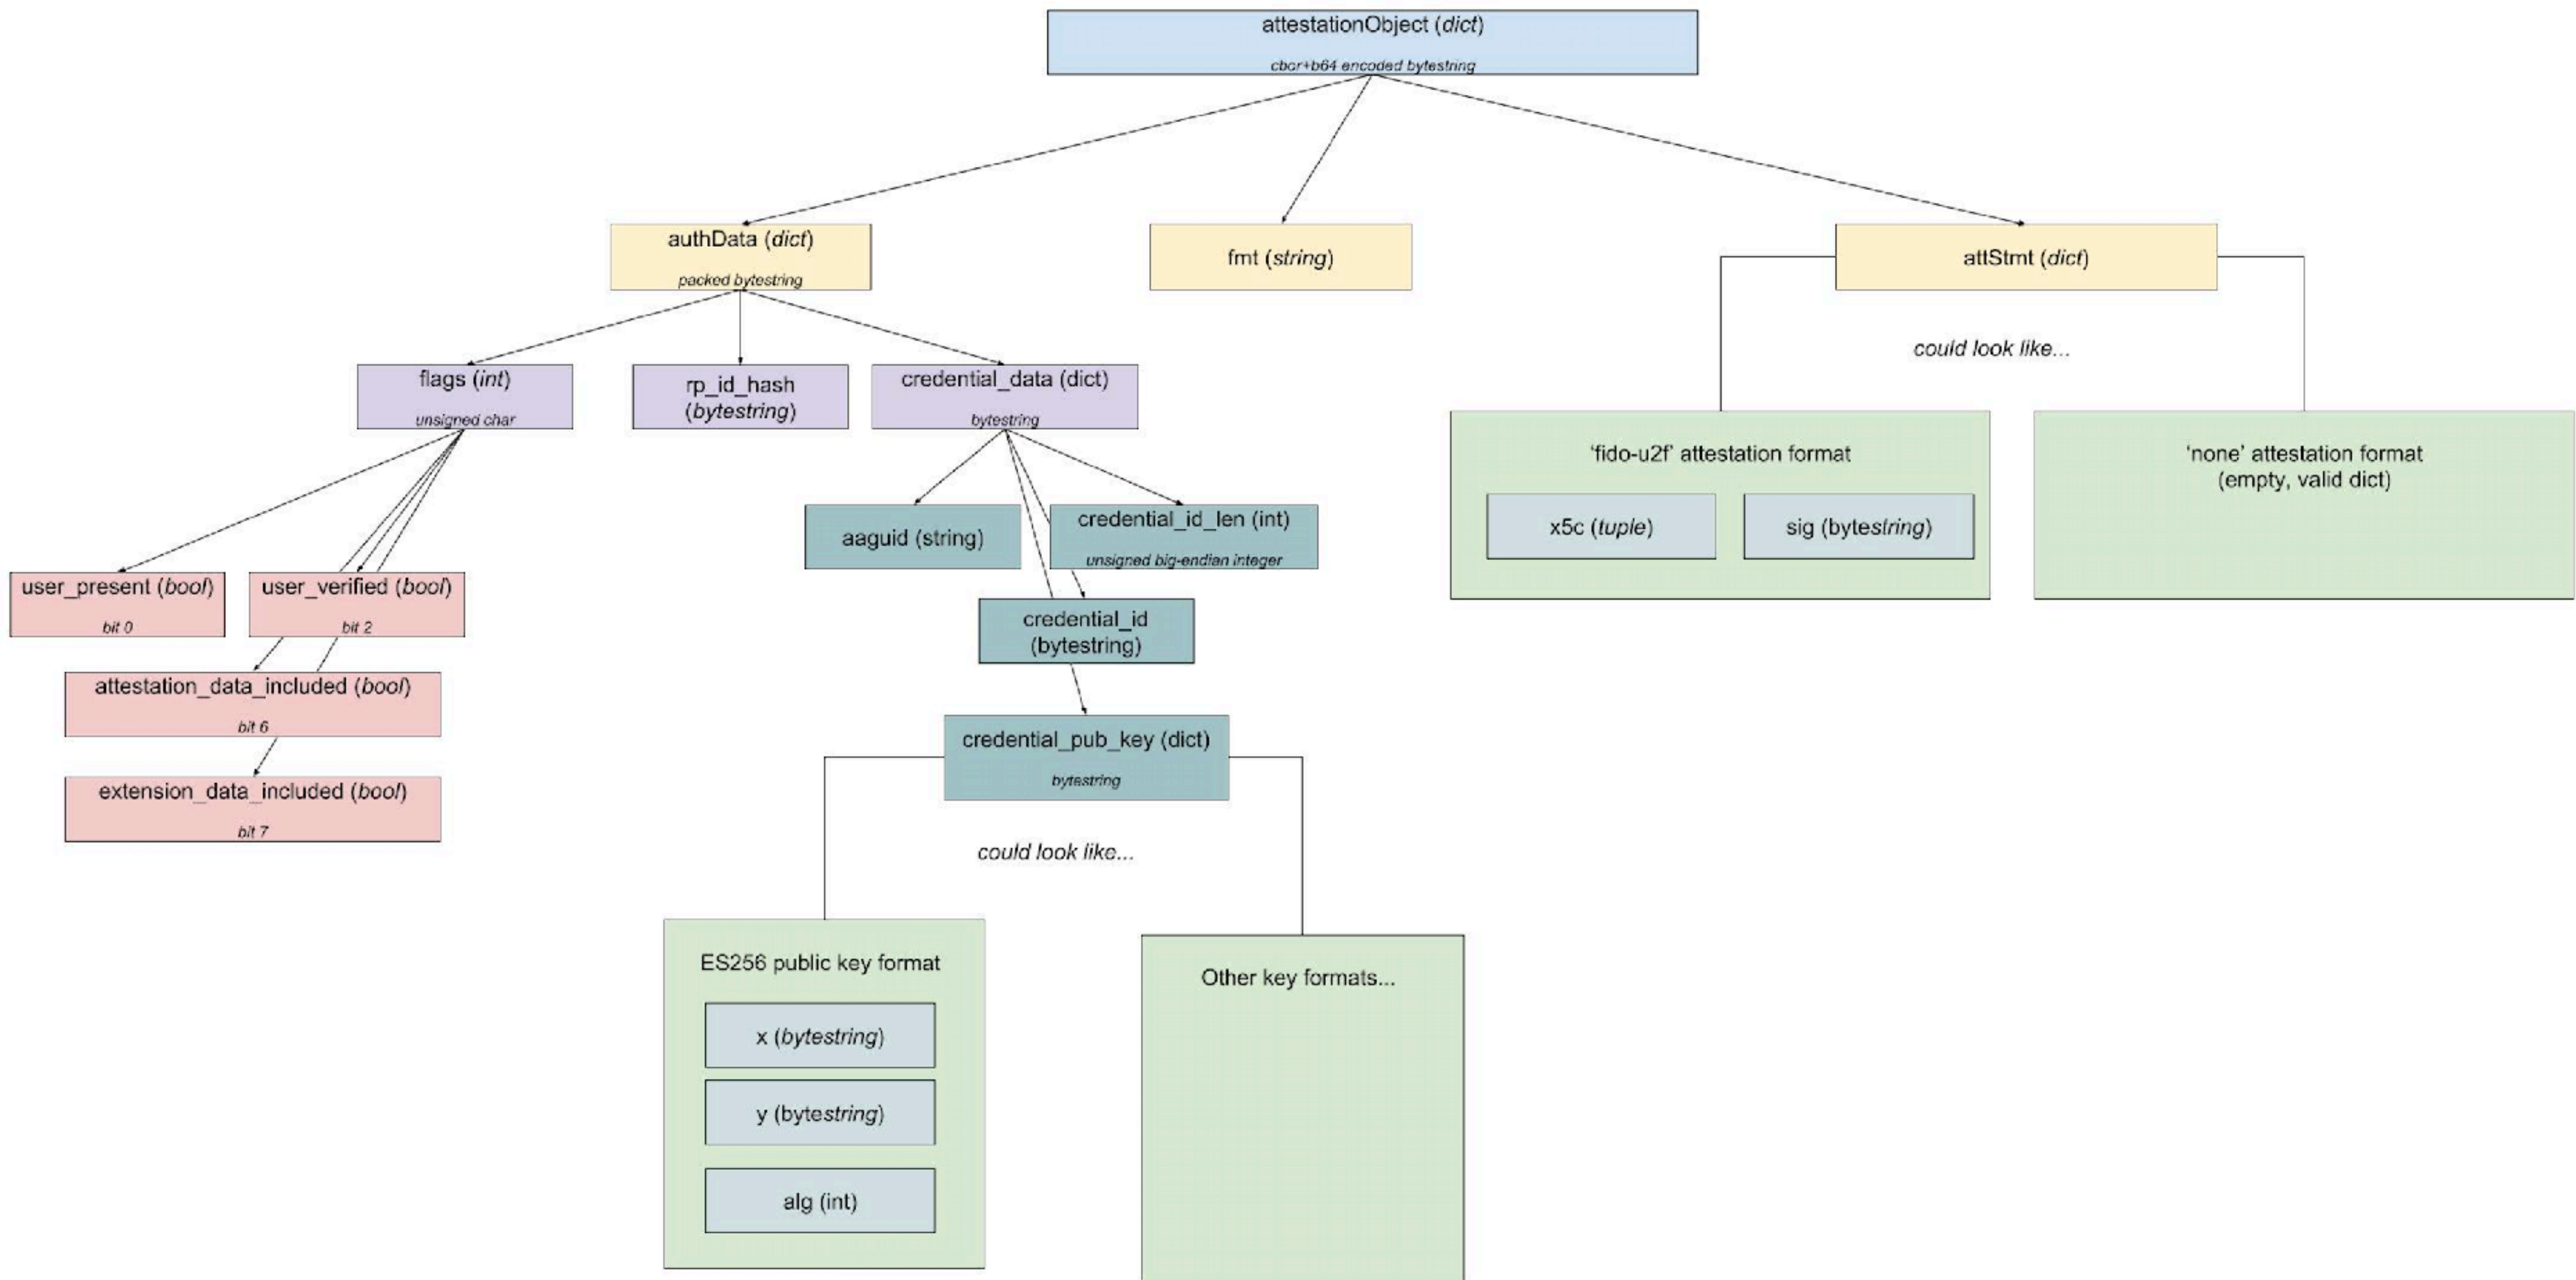 attestationObject (dict)
cbor+b64 encoded bytestring
authData (dict)
packed bytestring
fmt (string)
attStmt (dict)
could look like...
flags (int)
unsigned char
rp_id_hash
(bytestring)
credential_data (dict)
bytestring
'fido-u2f' attestation format
x5c (tuple)
sig (bytestring)
'none' attestation format
(empty, valid dict)
aaguid (string)
credential_id_len (int)
unsigned big-endian integer
user_present (bool)
bit 0
user_verified (bool)
bit 2
credential_id
(bytestring)
attestation_data_included (bool)
bit 6
credential_pub_key (dict)
bytestring
extension_data_included (bool)
bit 7
could look like...
ES256 public key format
x (bytestring)
y (bytestring)
alg (int)
Other key formats...